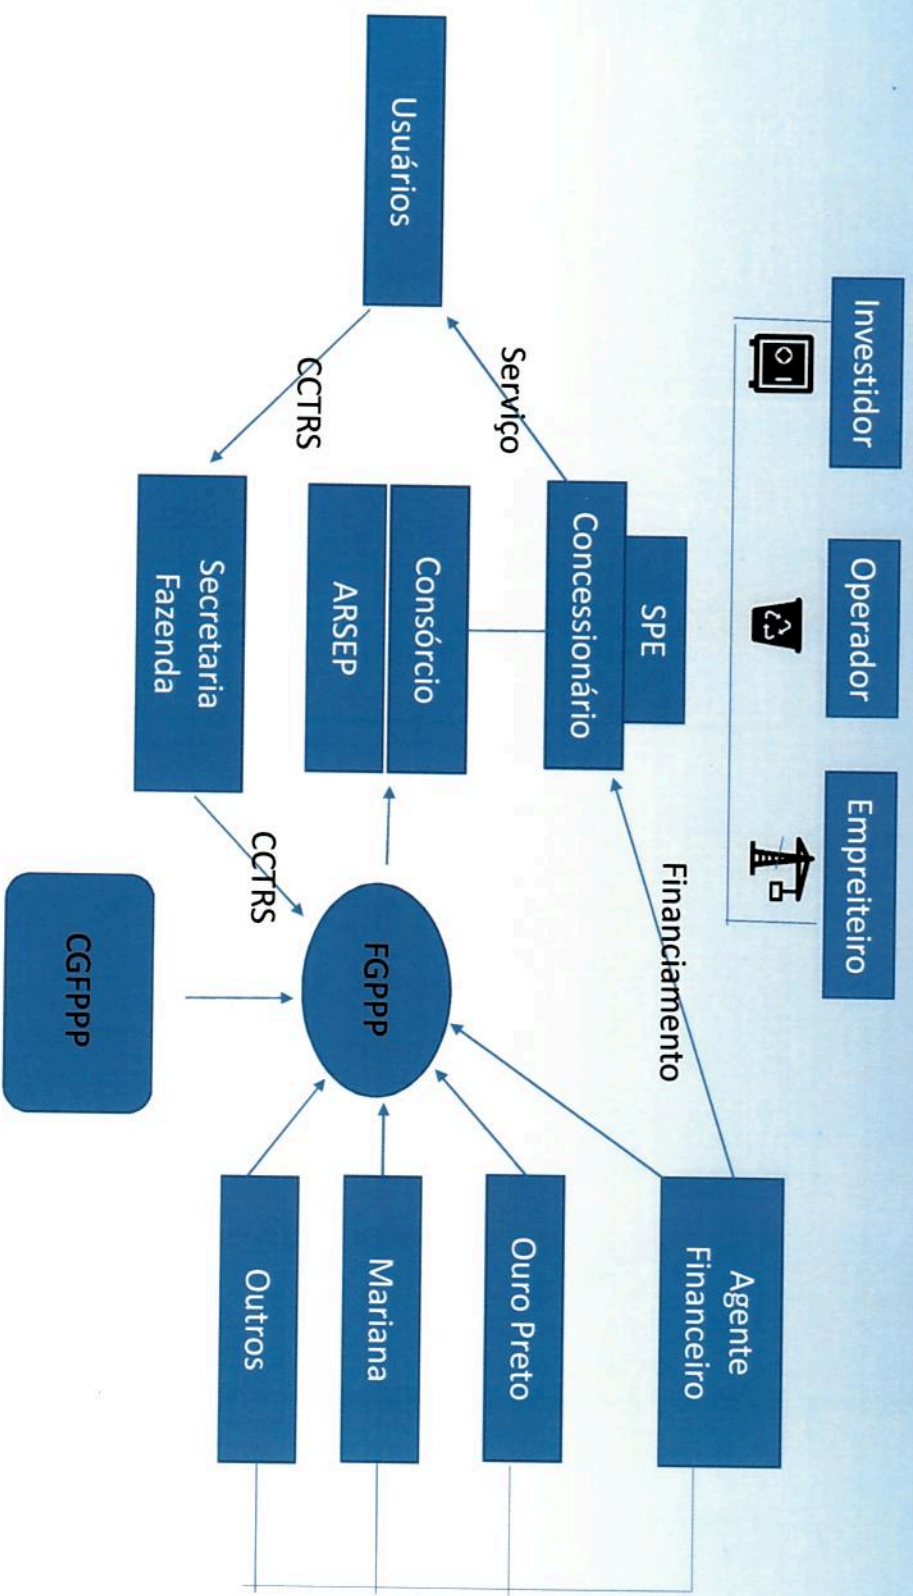 Investidor
Operador
Empreiteiro
SPE
Concessionário
Financiamento
Agente
Financeiro
Serviço
Usuários
Consórcio
ARSEP
FGPPP
Ouro Preto
Mariana
Outros
CCTRS
Secretaria
Fazenda
CCTRS
CGFPPP